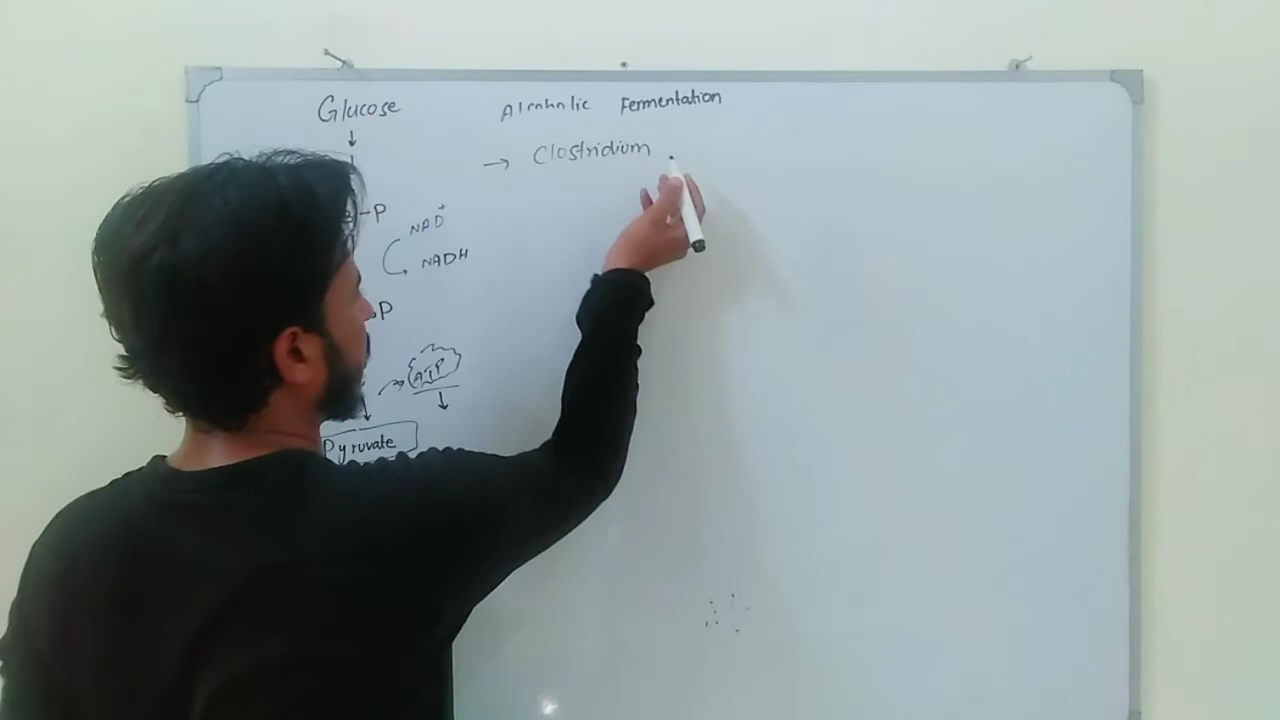 Glucose
Alcoholic Fermentation
→ Clostridium
-P
NAD+
NADH
P
ATP
Pyruvate